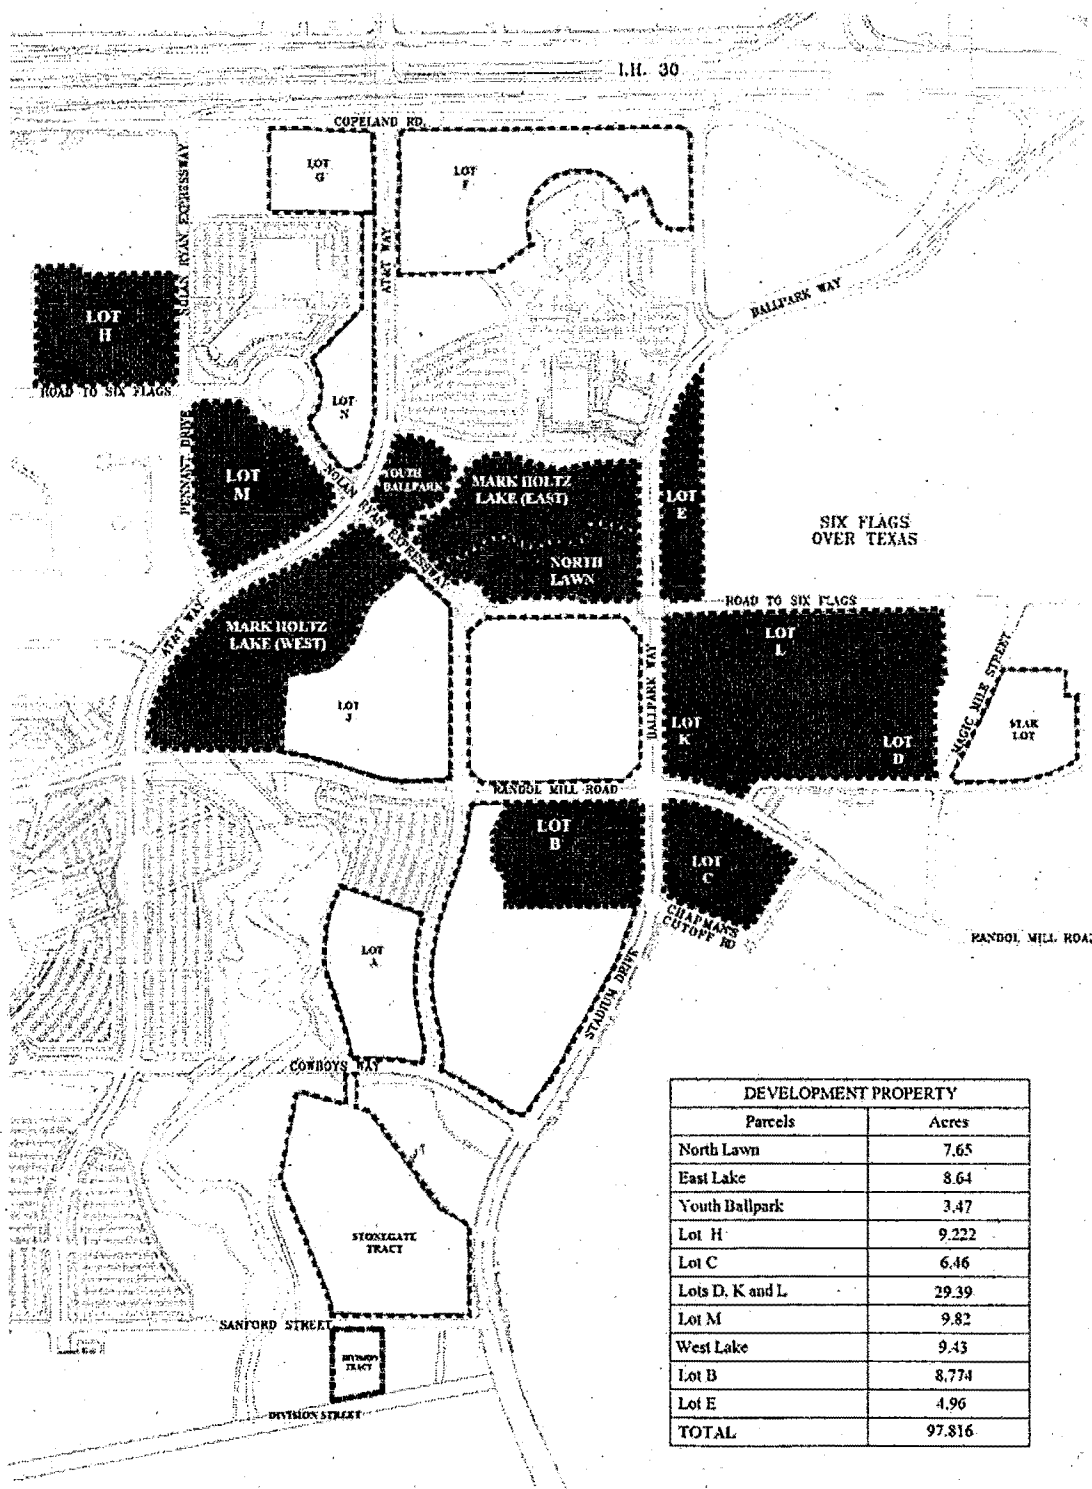 I.H. 30
COPELAND RD.
LOT
G
LOT
F
NOLAN RYAN EXPRESSWAY
AT&T WAY
BALLPARK WAY
LOT
H
ROAD TO SIX FLAGS
LOT
N
PENNANT DRIVE
LOT
M
NOLAN RYAN EXPRESSWAY
YOUTH
BALLPARK
MARK HOLTZ
LAKE (EAST)
LOT
E
SIX FLAGS
OVER TEXAS
NORTH
LAWN
ROAD TO SIX FLAGS
AT&T WAY
MARK HOLTZ
LAKE (WEST)
LOT
L
BALLPARK WAY
MAGIC MILE STREET
LOT
J
LOT
K
LOT
D
STAR
LOT
RANDOL MILL ROAD
LOT
B
LOT
C
CHAPMAN'S
CUTOFF RD
RANDOL MILL ROAD
LOT
A
STADIUM DRIVE
COWBOYS WAY
STONEGATE
TRACT
SANFORD STREET
DIVISION
TRACT
DIVISION STREET
DEVELOPMENT PROPERTY
Parcels Acres
North Lawn 7.65
East Lake 8.64
Youth Ballpark 3.47
Lot H 9.222
Lot C 6.46
Lots D, K and L 29.39
Lot M 9.82
West Lake 9.43
Lot B 8.774
Lot E 4.96
TOTAL 97.816